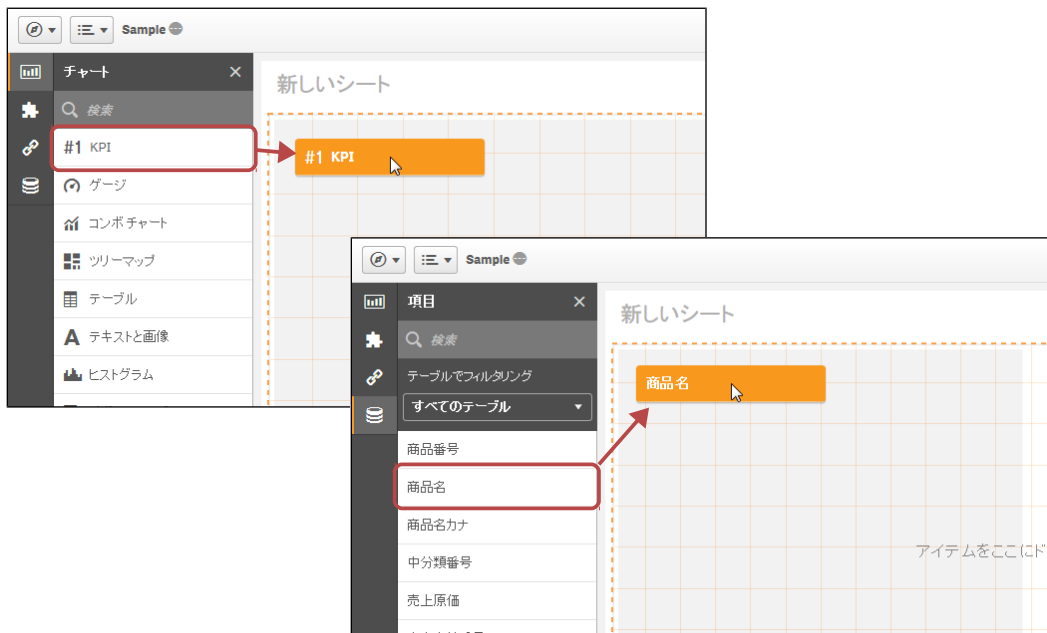 Sample
チャート
新しいシート
検索
#1 KPI
#1 KPI
ゲージ
コンボ チャート
ツリーマップ
テーブル
テキストと画像
ヒストグラム
Sample
項目
新しいシート
検索
テーブルでフィルタリング
すべてのテーブル
商品名
商品番号
商品名
商品名カナ
中分類番号
売上原価
アイテムをここにド